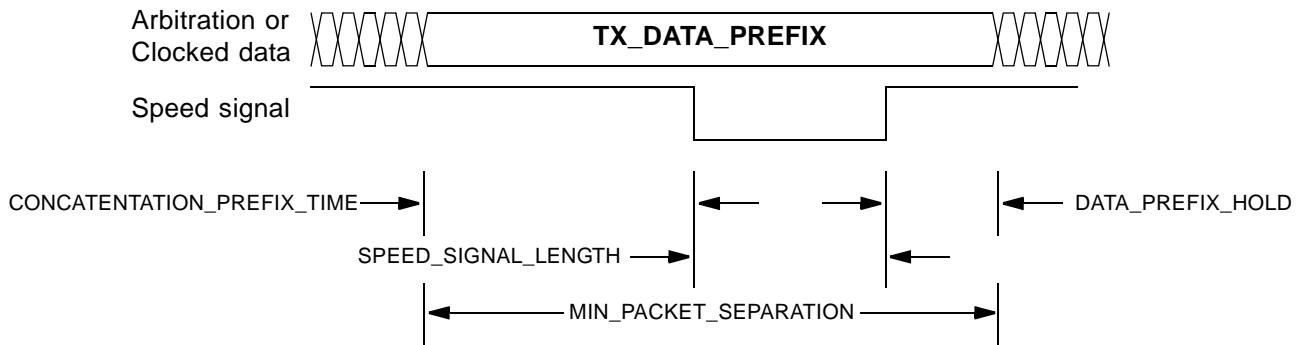 Arbitration or
Clocked data
TX_DATA_PREFIX
Speed signal
CONCATENTATION_PREFIX_TIME
DATA_PREFIX_HOLD
SPEED_SIGNAL_LENGTH
MIN_PACKET_SEPARATION